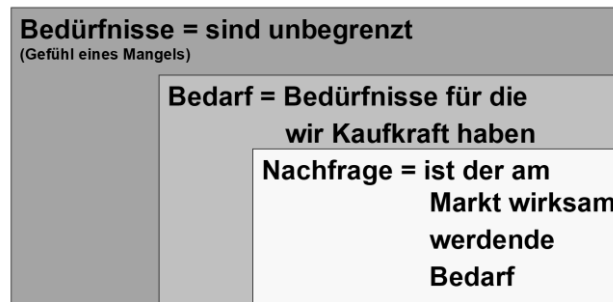 Bedürfnisse = sind unbegrenzt
(Gefühl eines Mangels)
Bedarf = Bedürfnisse für die
wir Kaufkraft haben
Nachfrage = ist der am
Markt wirksam
werdende
Bedarf